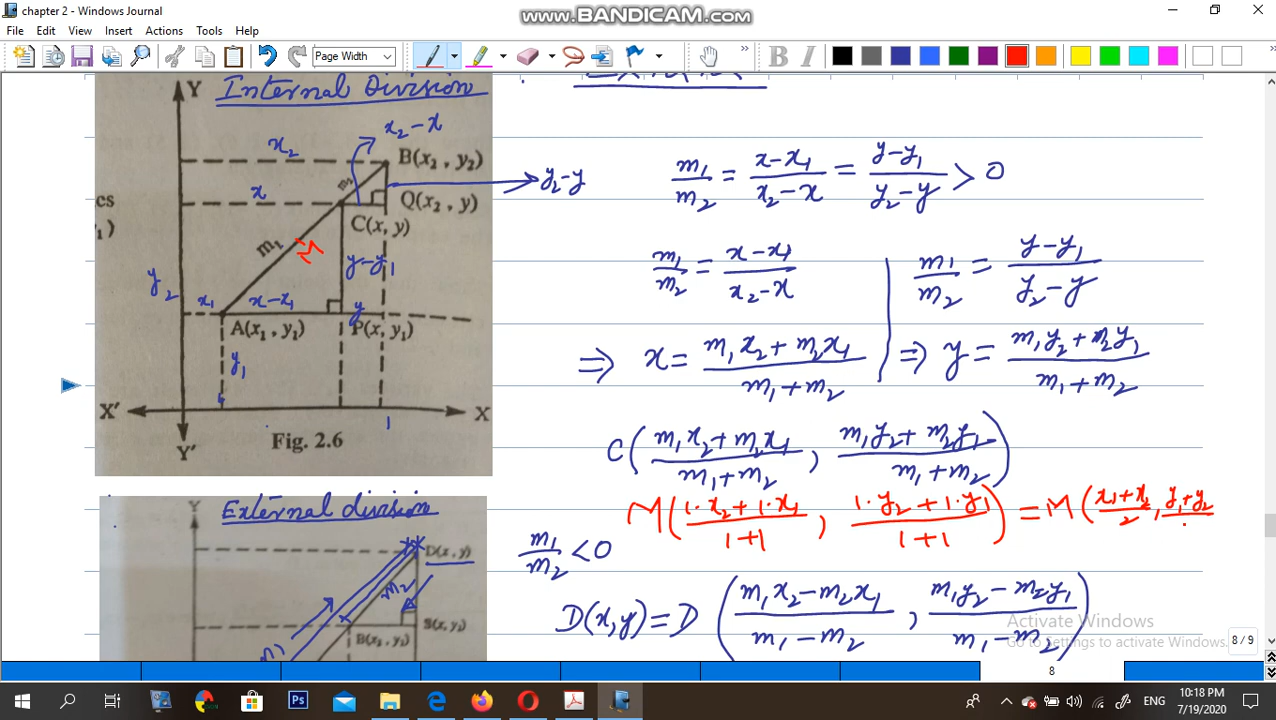 chapter 2 - Windows Journal
WWW.BANDICAM.COM
File Edit View Insert Actions Tools Help
Page Width
Internal Division
Y
x₂
x₂-x
B(x₂, y₂)
m₂
y₂-y
x
Q(x₂, y)
cs
C(x, y)
m₁
M
y-y₁
y₂
x₁ x-x₁ y
A(x₁, y₁) P(x, y₁)
y₁
X' X
Y' Fig. 2.6
m₁/m₂ = (x-x₁)/(x₂-x) = (y-y₁)/(y₂-y) > 0
m₁/m₂ = (x-x₁)/(x₂-x) | m₁/m₂ = (y-y₁)/(y₂-y)
⇒ x = (m₁x₂+m₂x₁)/(m₁+m₂) | ⇒ y = (m₁y₂+m₂y₁)/(m₁+m₂)
C((m₁x₂+m₂x₁)/(m₁+m₂), (m₁y₂+m₂y₁)/(m₁+m₂))
M((1·x₂+1·x₁)/(1+1), (1·y₂+1·y₁)/(1+1)) = M((x₁+x₂)/2, (y₁+y₂)/
m₁/m₂ < 0
D(x,y) = D((m₁x₂-m₂x₁)/(m₁-m₂), (m₁y₂-m₂y₁)/(m₁-m₂))
External division
Y
D(x, y)
m₂
B(x₂, y₂) S(x, y₂)
m₁
Activate Windows
Go to Settings to activate Windows.
8 / 9
8
ENG
10:18 PM
7/19/2020